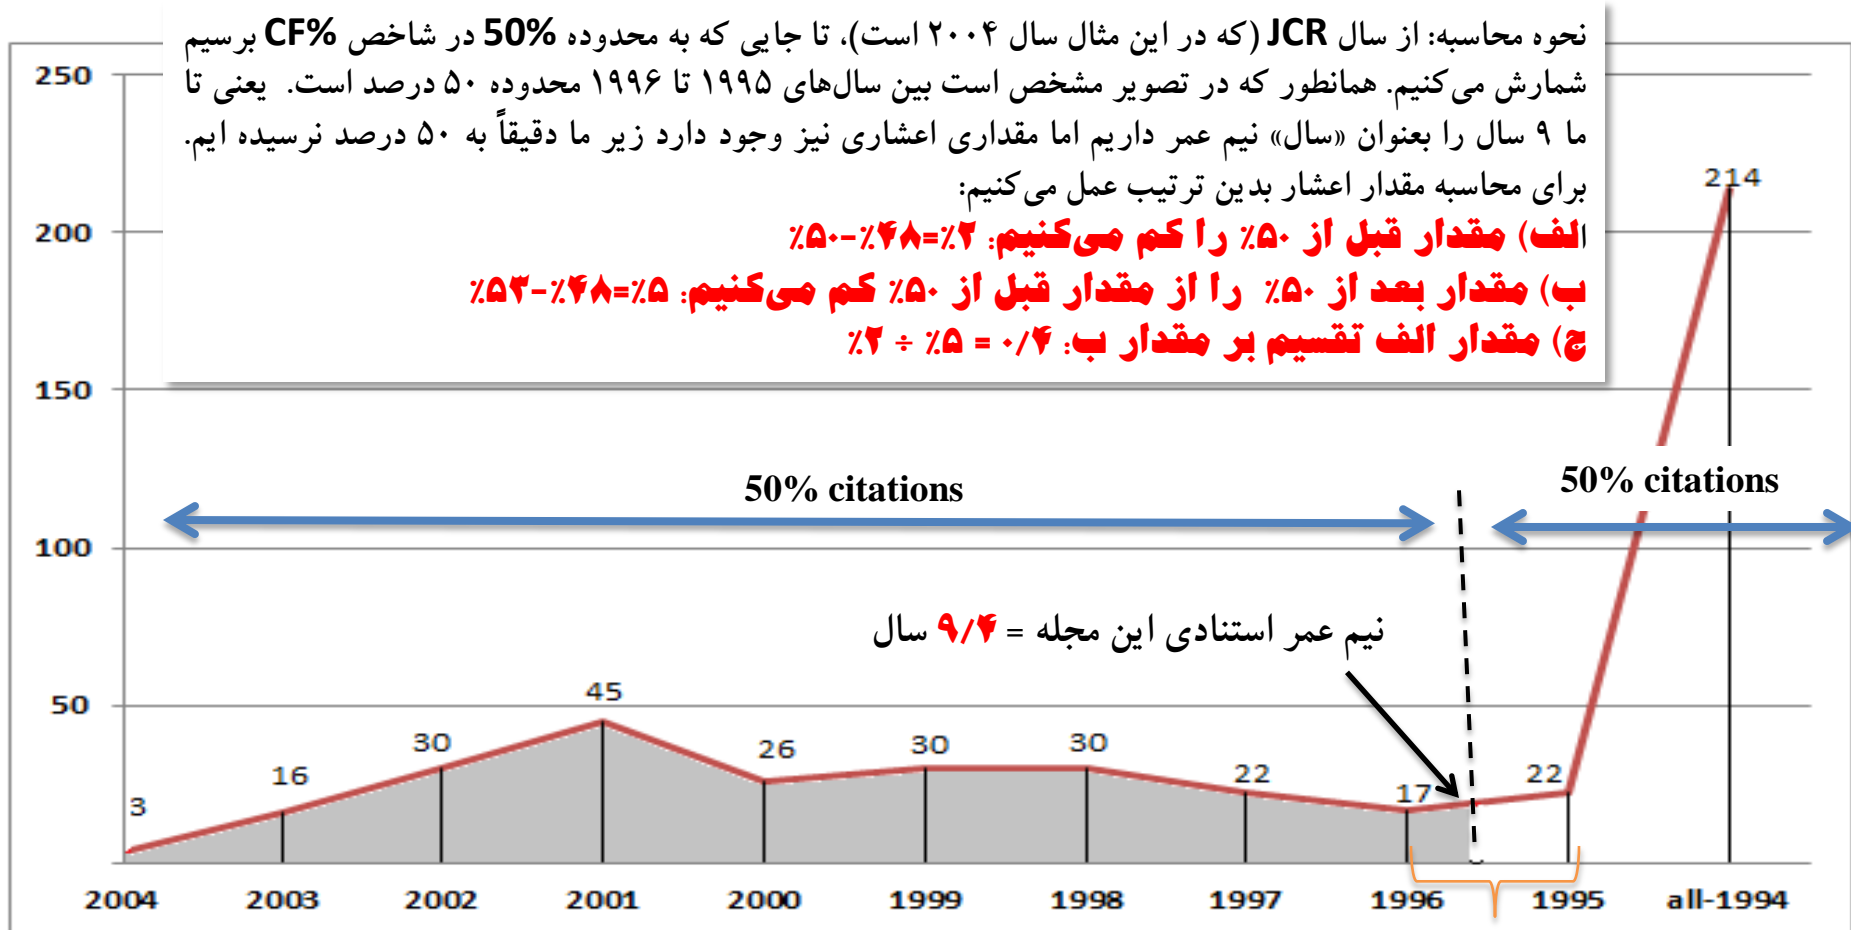 نحوه محاسبه: از سال JCR (که در این مثال سال ۲۰۰۴ است)، تا جایی که به محدوده 50% در شاخص CF% برسیم
شمارش می‌کنیم. همانطور که در تصویر مشخص است بین سال‌های ۱۹۹۵ تا ۱۹۹۶ محدوده ۵۰ درصد است. یعنی تا
ما ۹ سال را بعنوان «سال» نیم عمر داریم اما مقداری اعشاری نیز وجود دارد زیر ما دقیقاً به ۵۰ درصد نرسیده ایم.
برای محاسبه مقدار اعشار بدین ترتیب عمل می‌کنیم:
الف) مقدار قبل از ۵۰٪ را کم می‌کنیم: ۲٪=۴۸٪-۵۰٪
ب) مقدار بعد از ۵۰٪ را از مقدار قبل از ۵۰٪ کم می‌کنیم: ۵٪=۴۸٪-۵۳٪
ج) مقدار الف تقسیم بر مقدار ب: ۰/۴ = ۵٪ ÷ ۲٪
250
200
150
100
50
214
50% citations
50% citations
نیم عمر استنادی این مجله = ۹/۴ سال
3
16
30
45
26
30
30
22
17
22
2004 2003 2002 2001 2000 1999 1998 1997 1996 1995 all-1994